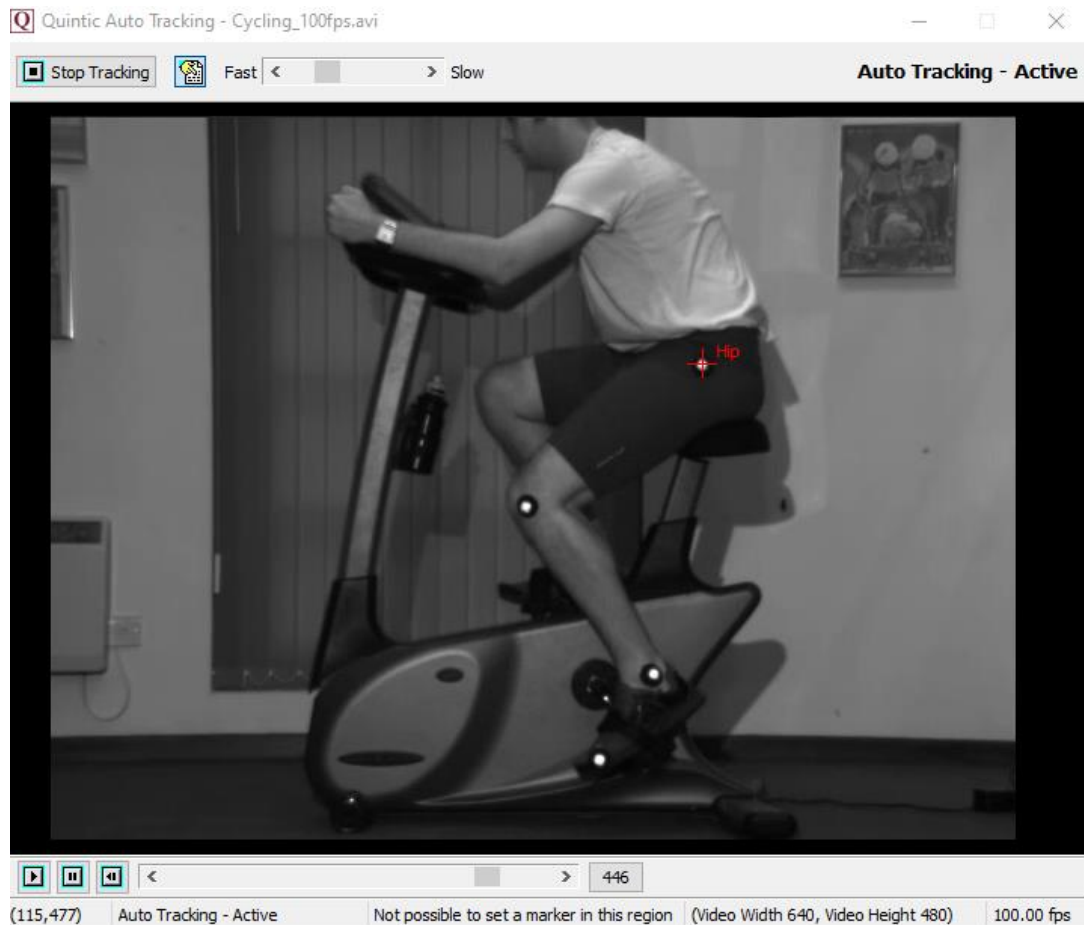 Q Quintic Auto Tracking - Cycling_100fps.avi
Stop Tracking Fast < > Slow Auto Tracking - Active
Hip
< > 446
(115,477) Auto Tracking - Active Not possible to set a marker in this region (Video Width 640, Video Height 480) 100.00 fps